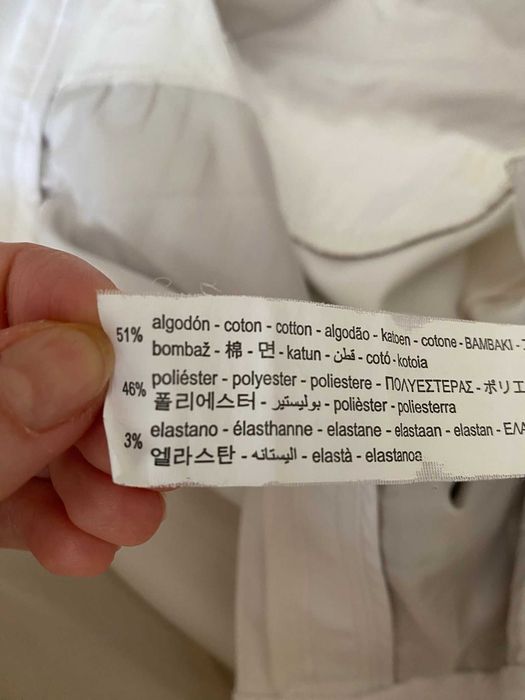 51% algodón - coton - cotton - algodão - katoen - cotone - ΒΑΜΒΑΚΙ -
bombaž - 棉 - 면 - katun - قطن - cotó - kotoia
46% poliéster - polyester - poliestere - ΠΟΛΥΕΣΤΕΡΑΣ - ポリエ
폴리에스터 - بوليستير - polièster - poliesterra
3% elastano - élasthanne - elastane - elastaan - elastan - ΕΛΑ
엘라스탄 - اليستانه - elastà - elastanoa